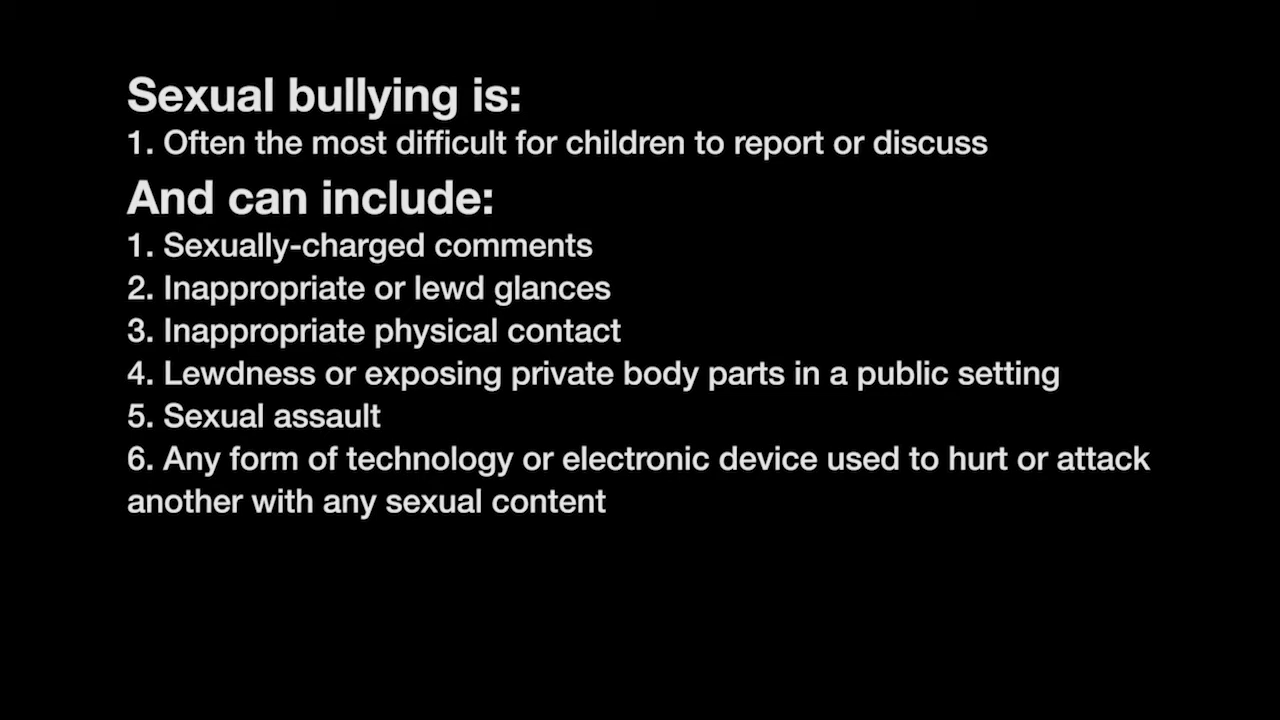 Sexual bullying is:
1. Often the most difficult for children to report or discuss
And can include:
1. Sexually-charged comments
2. Inappropriate or lewd glances
3. Inappropriate physical contact
4. Lewdness or exposing private body parts in a public setting
5. Sexual assault
6. Any form of technology or electronic device used to hurt or attack
another with any sexual content